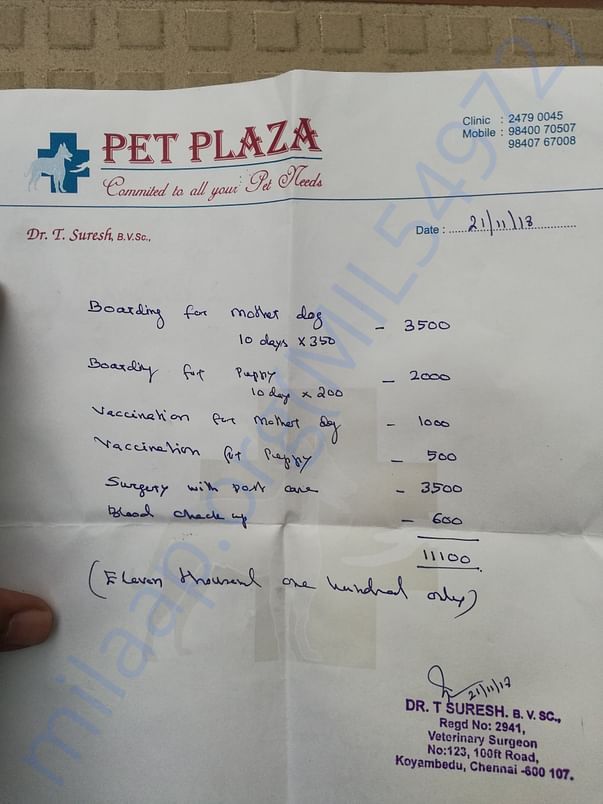 PET PLAZA
Commited to all your Pet Needs
Clinic : 2479 0045
Mobile : 98400 70507
98407 67008
Dr. T. Suresh, B.V.Sc.,
Date : 21/11/18
Boarding for mother dog - 3500
10 days x 350
Boarding for Puppy - 2000
10 days x 200
Vaccination for Mother dog - 1000
Vaccination for Puppy - 500
Surgery with post care - 3500
Blood check up - 600
11100
(Eleven thousand one hundred only)
21/11/18
DR. T SURESH. B. V. SC.,
Regd No: 2941,
Veterinary Surgeon
No:123, 100ft Road,
Koyambedu, Chennai -600 107.
milaap.org/MIL549721